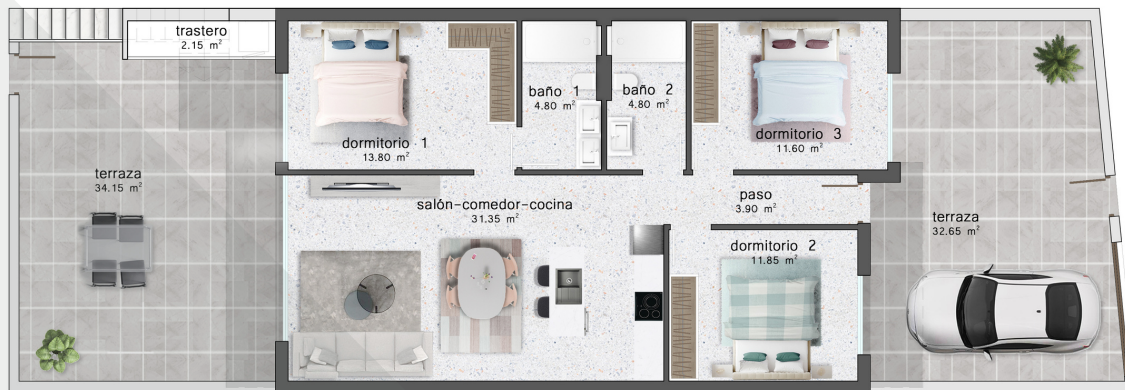 trastero
2.15 m²
baño 1
4.80 m²
baño 2
4.80 m²
dormitorio 1
13.80 m²
dormitorio 3
11.60 m²
terraza
34.15 m²
salón-comedor-cocina
31.35 m²
paso
3.90 m²
terraza
32.65 m²
dormitorio 2
11.85 m²